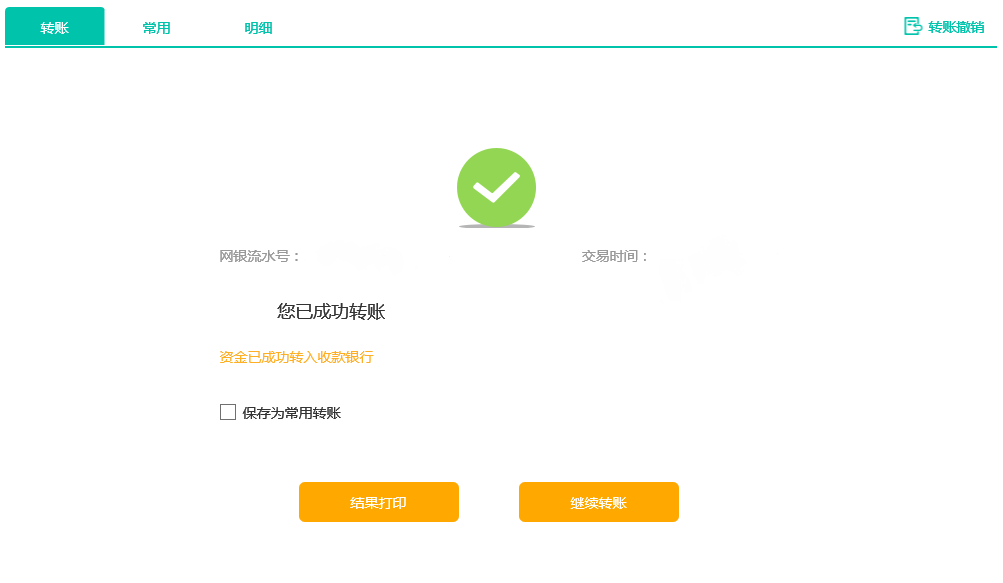 转账 常用 明细 转账撤销
网银流水号： 交易时间：
您已成功转账
资金已成功转入收款银行
保存为常用转账
结果打印 继续转账